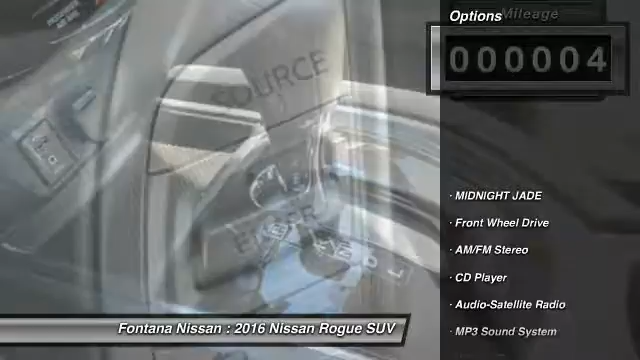 Options
Mileage
000004
SOURCE
ENTER
· MIDNIGHT JADE
· Front Wheel Drive
· AM/FM Stereo
· CD Player
· Audio-Satellite Radio
· MP3 Sound System
Fontana Nissan : 2016 Nissan Rogue SUV